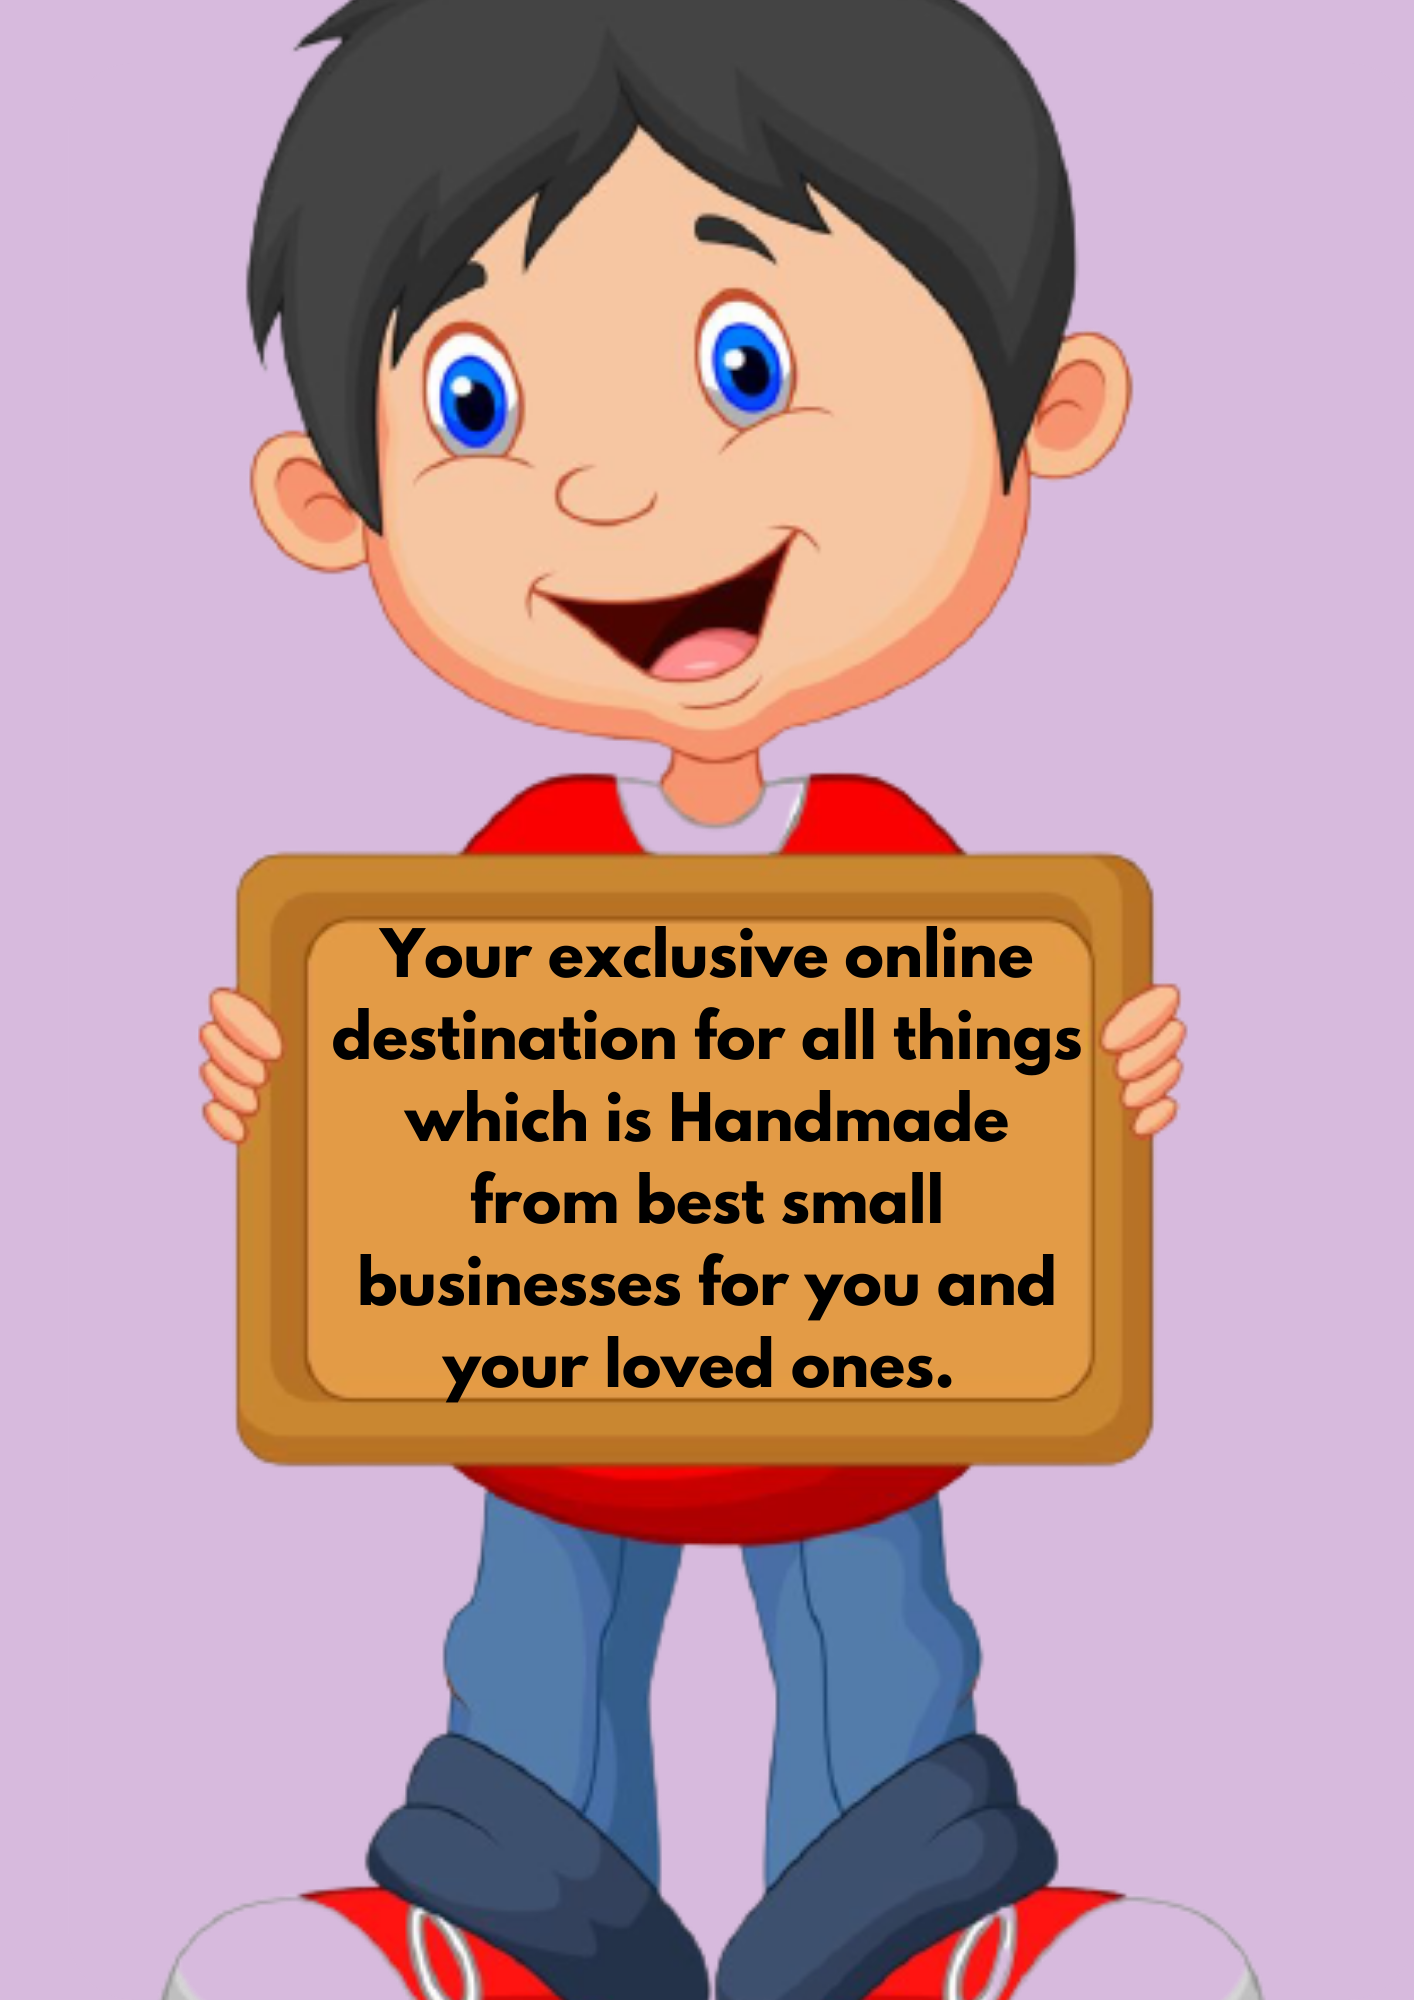 Your exclusive online
destination for all things
which is Handmade
from best small
businesses for you and
your loved ones.